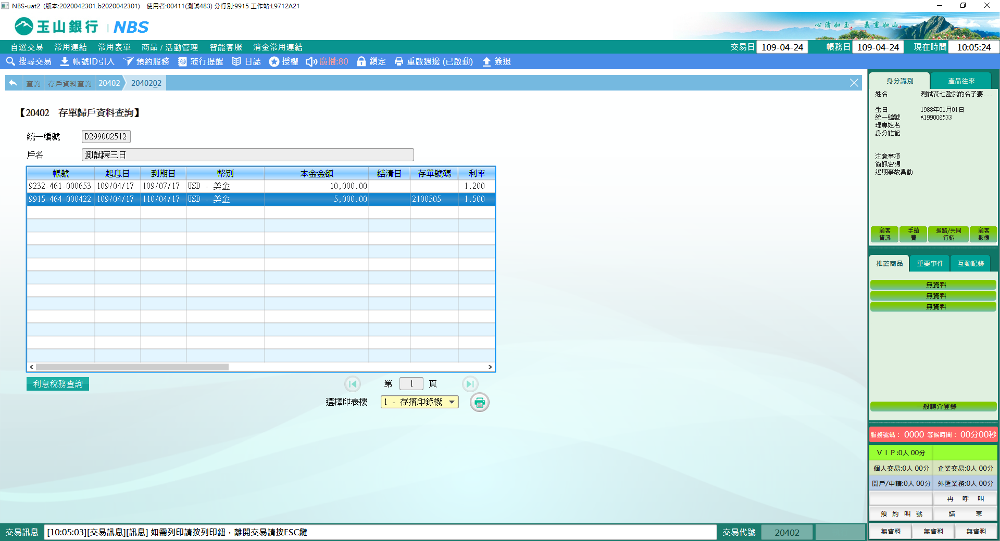 NBS-uat2 (版本:2020042301.b2020042301) 使用者:00411(測試483) 分行別:9915 工作站:L9712A21
玉山銀行 | NBS
心清如玉。義重如山。
自選交易 常用連結 常用表單 商品 / 活動管理 智能客服 消金常用連結 交易日 109-04-24 帳務日 109-04-24 現在時間 10:05:24
搜尋交易 帳號ID引入 預約服務 蒞行提醒 日誌 授權 廣播:80 鎖定 重啟週邊 (已啟動) 簽退
查詢 存戶資料查詢 20402 2040202
【20402 存單歸戶資料查詢】
統一編號 D299002512
戶名 測試陳三日
帳號 起息日 到期日 幣別 本金金額 結清日 存單號碼 利率
9232-461-000653 109/04/17 109/07/17 USD - 美金 10,000.00 1.200
9915-464-000422 109/04/17 110/04/17 USD - 美金 5,000.00 2100505 1.500
利息稅務查詢 第 1 頁
選擇印表機 1 - 存摺印錄機
身分識別 產品往來
姓名 測試黃七盈我的名子要...
生日 1988年01月01日
統一編號 A199006533
理專姓名
身分註記
注意事項
簡訊密碼
近期事故異動
顧客資訊 手續費 通路/共同行銷 顧客影像
推薦商品 重要事件 互動記錄
無資料
無資料
無資料
一般轉介登錄
服務號碼： 0000 等候時間： 00分00秒
ＶＩＰ:0人 00分
個人交易:0人 00分 企業交易:0人 00分
開戶/申請:0人 00分 外匯業務:0人 00分
再 呼 叫
預 約 叫 號 結 束
無資料 無資料 無資料
交易訊息 [10:05:03][交易訊息][訊息] 如需列印請按列印鈕，離開交易請按ESC鍵 交易代號 20402